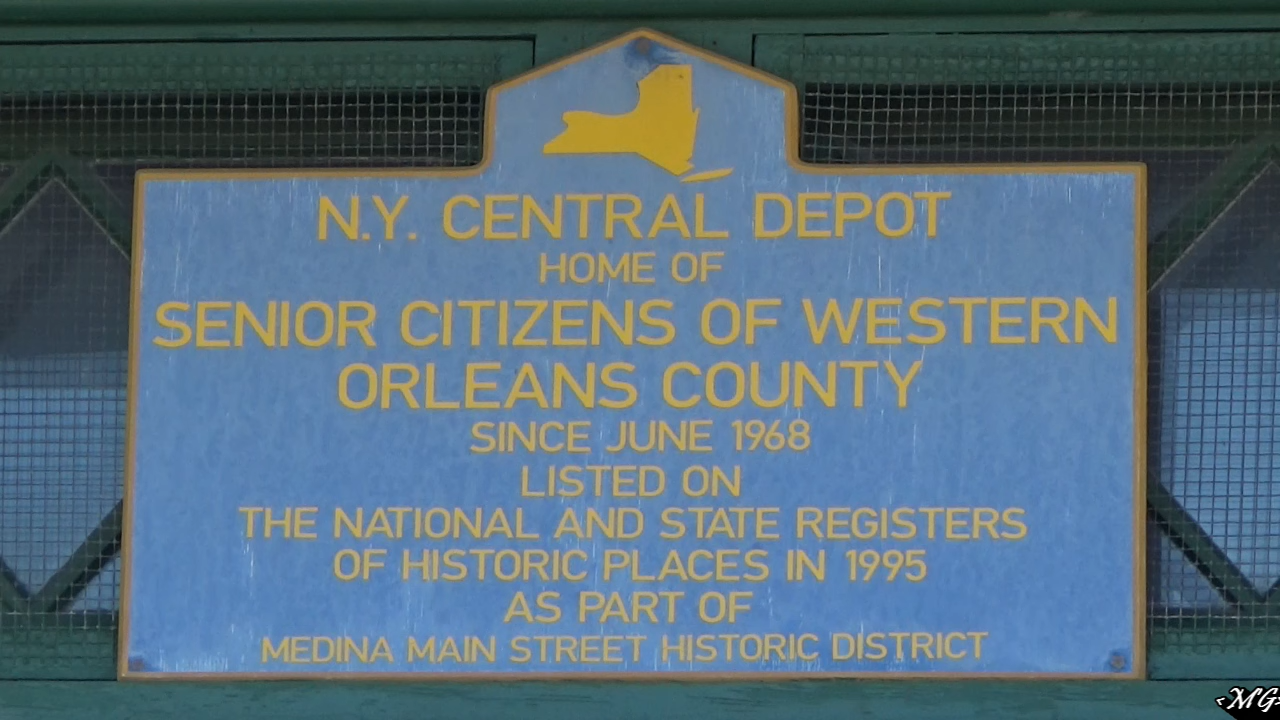 N.Y. CENTRAL DEPOT
HOME OF
SENIOR CITIZENS OF WESTERN
ORLEANS COUNTY
SINCE JUNE 1968
LISTED ON
THE NATIONAL AND STATE REGISTERS
OF HISTORIC PLACES IN 1995
AS PART OF
MEDINA MAIN STREET HISTORIC DISTRICT